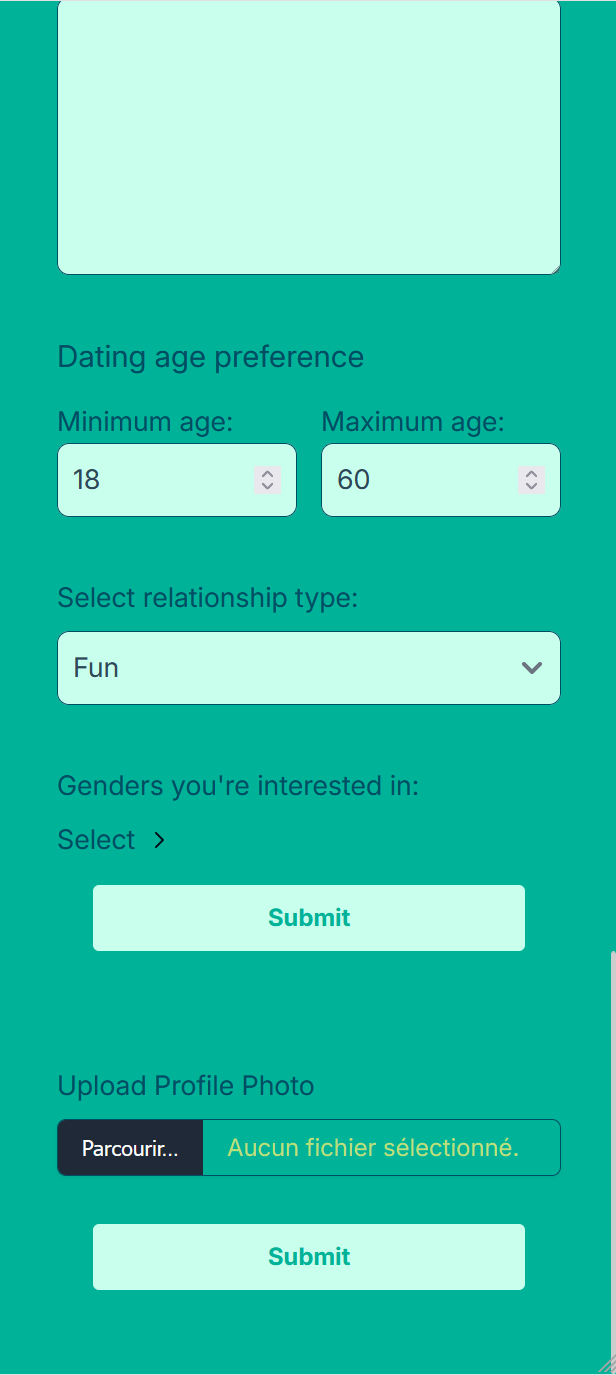 Dating age preference
Minimum age: Maximum age:
18 60
Select relationship type:
Fun
Genders you're interested in:
Select
Submit
Upload Profile Photo
Parcourir... Aucun fichier sélectionné.
Submit